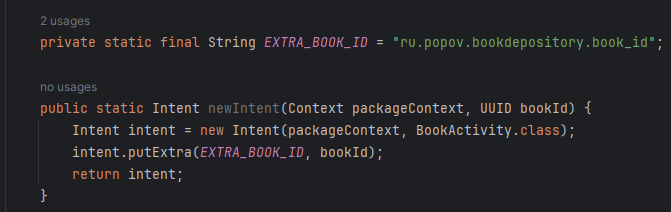 2 usages
private static final String EXTRA_BOOK_ID = "ru.popov.bookdepository.book_id";
no usages
public static Intent newIntent(Context packageContext, UUID bookId) {
Intent intent = new Intent(packageContext, BookActivity.class);
intent.putExtra(EXTRA_BOOK_ID, bookId);
return intent;
}